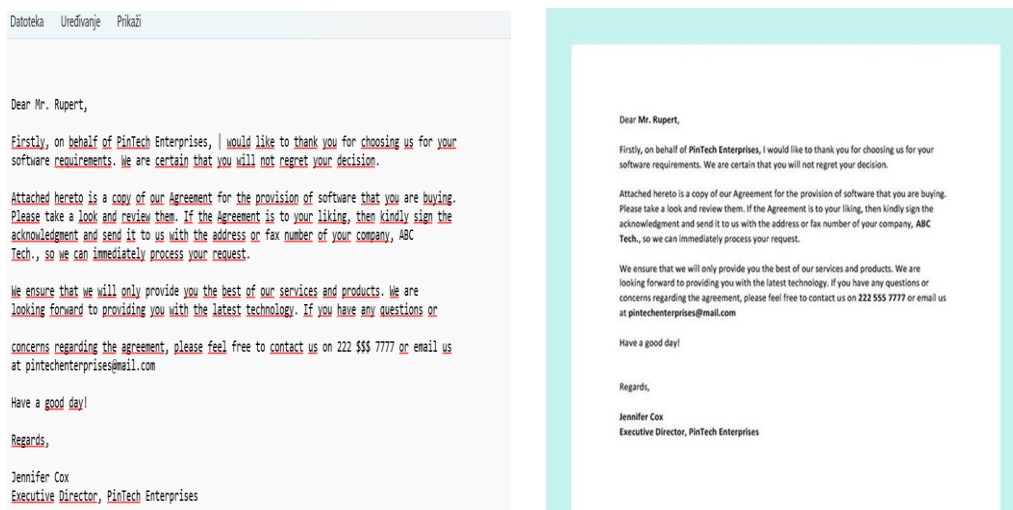 Datoteka Uređivanje Prikaži
Dear Mr. Rupert,
Firstly, on behalf of PinTech Enterprises, | would like to thank you for choosing us for your
software requirements. We are certain that you will not regret your decision.
Attached hereto is a copy of our Agreement for the provision of software that you are buying.
Please take a look and review them. If the Agreement is to your liking, then kindly sign the
acknowledgment and send it to us with the address or fax number of your company, ABC
Tech., so we can immediately process your request.
We ensure that we will only provide you the best of our services and products. We are
looking forward to providing you with the latest technology. If you have any questions or
concerns regarding the agreement, please feel free to contact us on 222 $$$ 7777 or email us
at pintechenterprises@mail.com
Have a good day!
Regards,
Jennifer Cox
Executive Director, PinTech Enterprises
Dear Mr. Rupert,
Firstly, on behalf of PinTech Enterprises, I would like to thank you for choosing us for your
software requirements. We are certain that you will not regret your decision.
Attached hereto is a copy of our Agreement for the provision of software that you are buying.
Please take a look and review them. If the Agreement is to your liking, then kindly sign the
acknowledgment and send it to us with the address or fax number of your company, ABC
Tech., so we can immediately process your request.
We ensure that we will only provide you the best of our services and products. We are
looking forward to providing you with the latest technology. If you have any questions or
concerns regarding the agreement, please feel free to contact us on 222 555 7777 or email us
at pintechenterprises@mail.com
Have a good day!
Regards,
Jennifer Cox
Executive Director, PinTech Enterprises